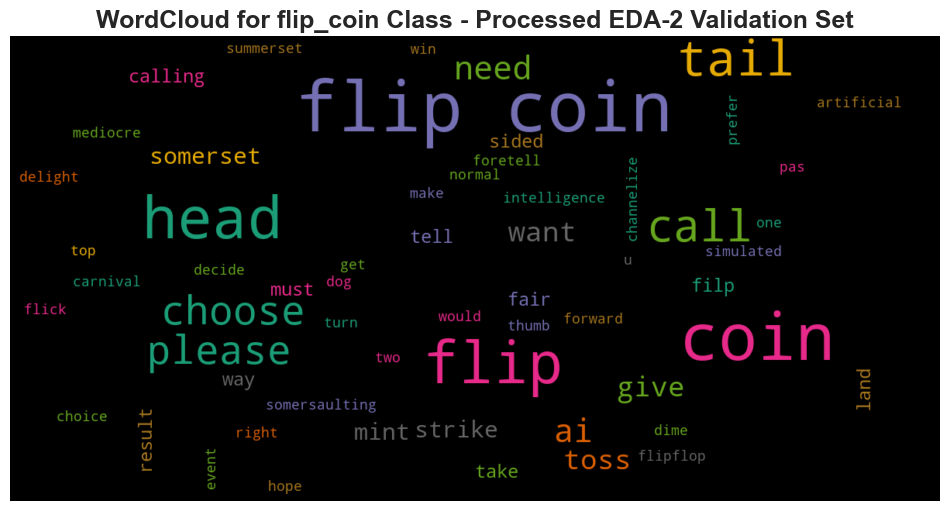 WordCloud for flip_coin Class - Processed EDA-2 Validation Set
summerset
win
need
tail
calling
flip coin
prefer
artificial
mediocre
sided
somerset
foretell
normal
pas
delight
make
intelligence
channelize
head
call
one
tell
want
top
simulated
decide
get
u
carnival
dog
must
filp
flick
choose
fair
turn
would
thumb
forward
coin
please
two
flip
way
give
land
somersaulting
choice
result
right
mint
strike
ai
dime
toss
flipflop
event
take
hope